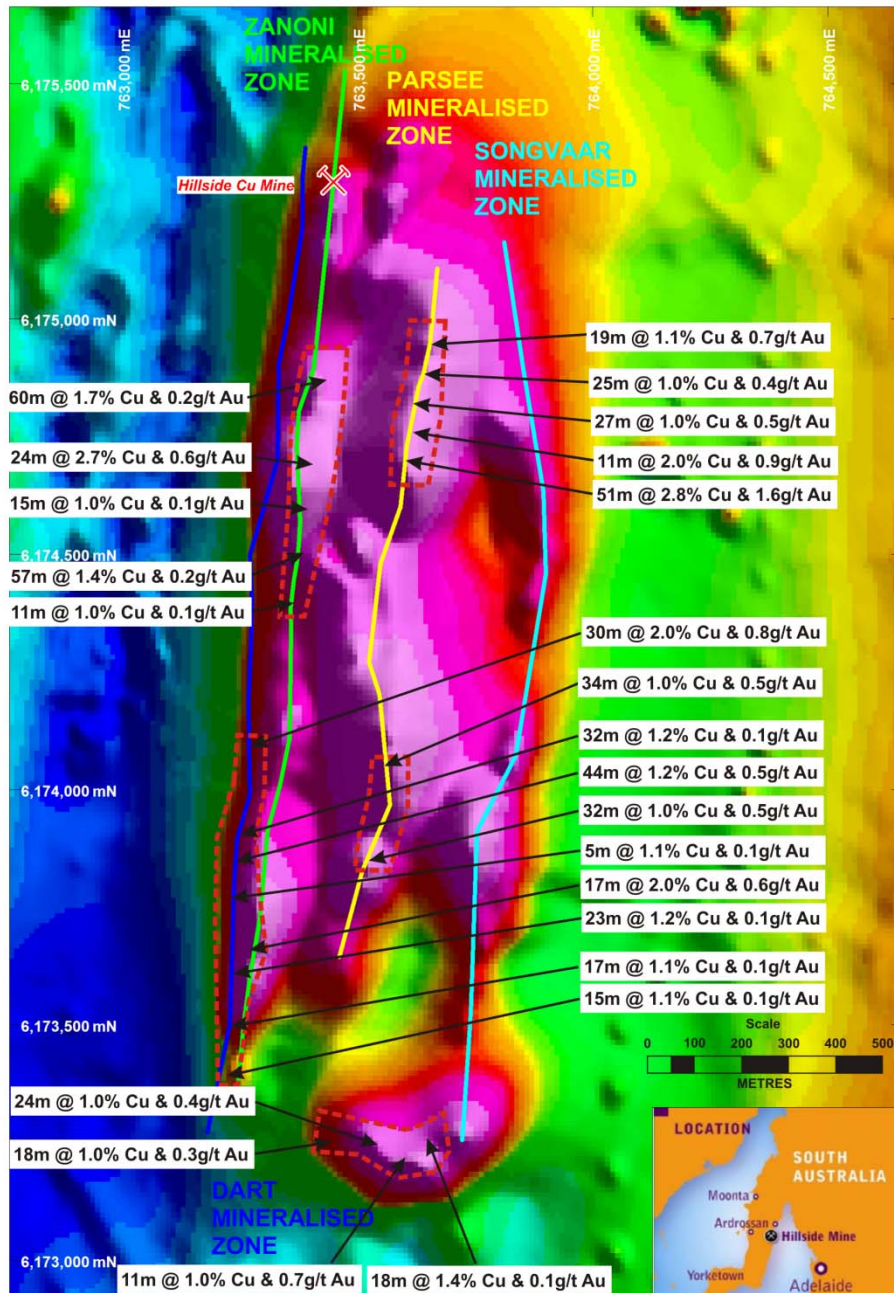 ZANONI
MINERALISED
ZONE
763,000 mE
763,500 mE
764,000 mE
764,500 mE
6,175,500 mN
PARSEE
MINERALISED
ZONE
SONGVAAR
MINERALISED
ZONE
Hillside Cu Mine
6,175,000 mN
19m @ 1.1% Cu & 0.7g/t Au
25m @ 1.0% Cu & 0.4g/t Au
27m @ 1.0% Cu & 0.5g/t Au
11m @ 2.0% Cu & 0.9g/t Au
51m @ 2.8% Cu & 1.6g/t Au
60m @ 1.7% Cu & 0.2g/t Au
24m @ 2.7% Cu & 0.6g/t Au
15m @ 1.0% Cu & 0.1g/t Au
6,174,500 mN
57m @ 1.4% Cu & 0.2g/t Au
11m @ 1.0% Cu & 0.1g/t Au
30m @ 2.0% Cu & 0.8g/t Au
34m @ 1.0% Cu & 0.5g/t Au
32m @ 1.2% Cu & 0.1g/t Au
44m @ 1.2% Cu & 0.5g/t Au
6,174,000 mN
32m @ 1.0% Cu & 0.5g/t Au
5m @ 1.1% Cu & 0.1g/t Au
17m @ 2.0% Cu & 0.6g/t Au
23m @ 1.2% Cu & 0.1g/t Au
17m @ 1.1% Cu & 0.1g/t Au
15m @ 1.1% Cu & 0.1g/t Au
6,173,500 mN
Scale
0 100 200 300 400 500
METRES
24m @ 1.0% Cu & 0.4g/t Au
18m @ 1.0% Cu & 0.3g/t Au
DART
MINERALISED
ZONE
6,173,000 mN
11m @ 1.0% Cu & 0.7g/t Au
18m @ 1.4% Cu & 0.1g/t Au
LOCATION
SOUTH
AUSTRALIA
Moonta
Ardrossan
Hillside Mine
Yorketown
Adelaide